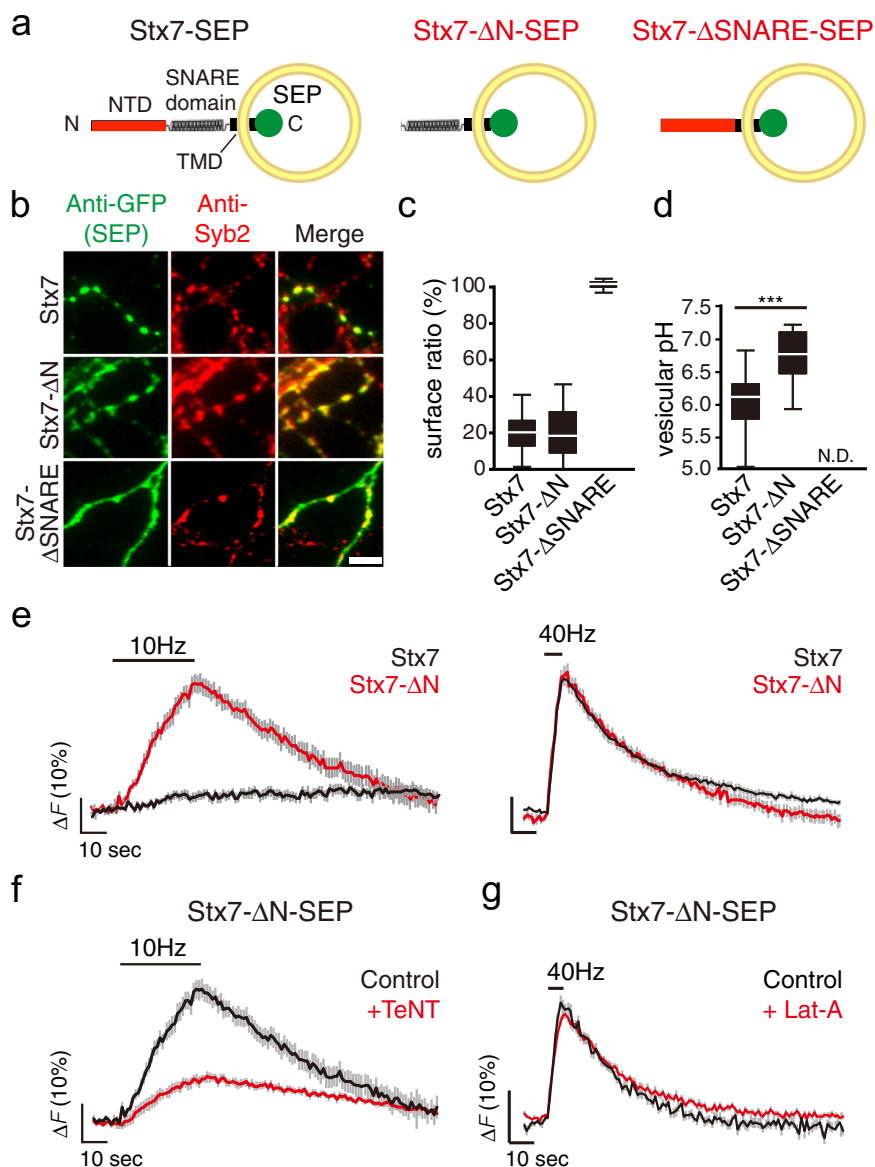 a
Stx7-SEP
Stx7-ΔN-SEP
Stx7-ΔSNARE-SEP
SNARE
domain
SEP
NTD
N
C
TMD
b
Anti-GFP
(SEP)
Anti-
Syb2
Merge
Stx7
Stx7-ΔN
Stx7-
ΔSNARE
c
surface ratio (%)
100
80
60
40
20
0
Stx7
Stx7-ΔN
Stx7-ΔSNARE
d
vesicular pH
7.5
7.0
6.5
6.0
5.5
5.0
***
N.D.
Stx7
Stx7-ΔN
Stx7-ΔSNARE
e
10Hz
Stx7
Stx7-ΔN
ΔF (10%)
10 sec
40Hz
Stx7
Stx7-ΔN
f
Stx7-ΔN-SEP
10Hz
Control
+TeNT
ΔF (10%)
10 sec
g
Stx7-ΔN-SEP
40Hz
Control
+ Lat-A
ΔF (10%)
10 sec